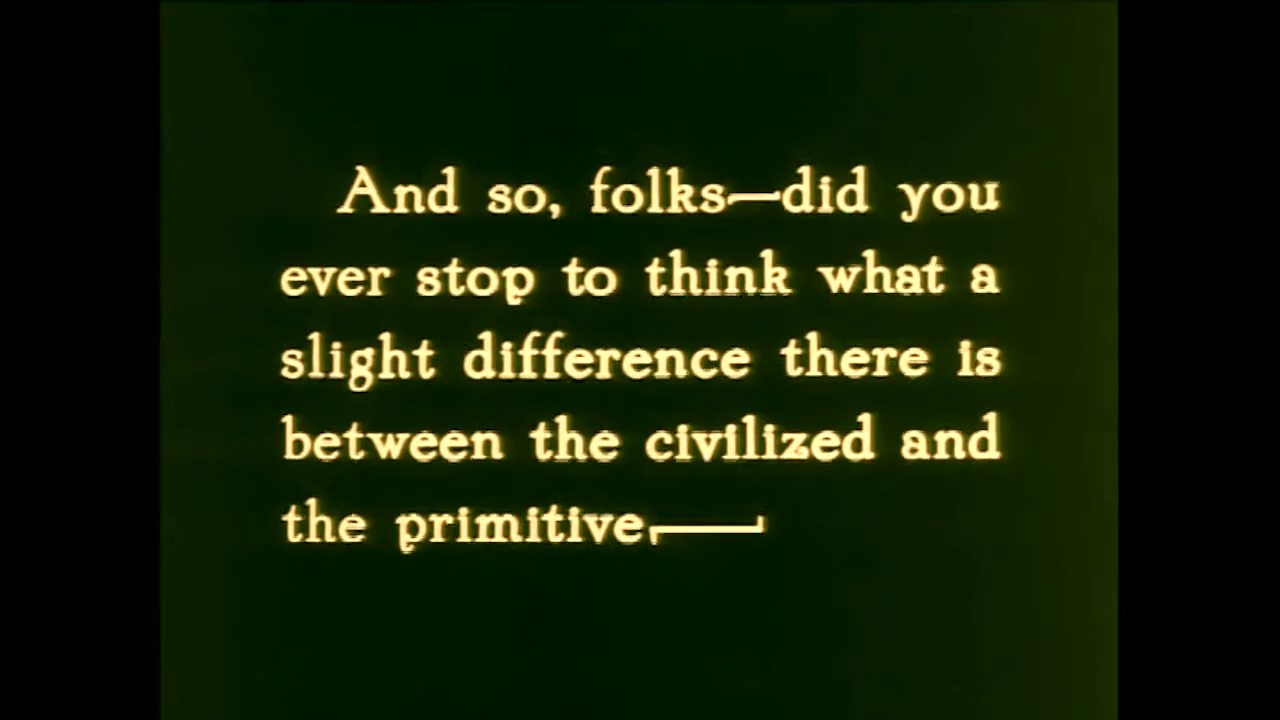 And so, folks—did you
ever stop to think what a
slight difference there is
between the civilized and
the primitive,——